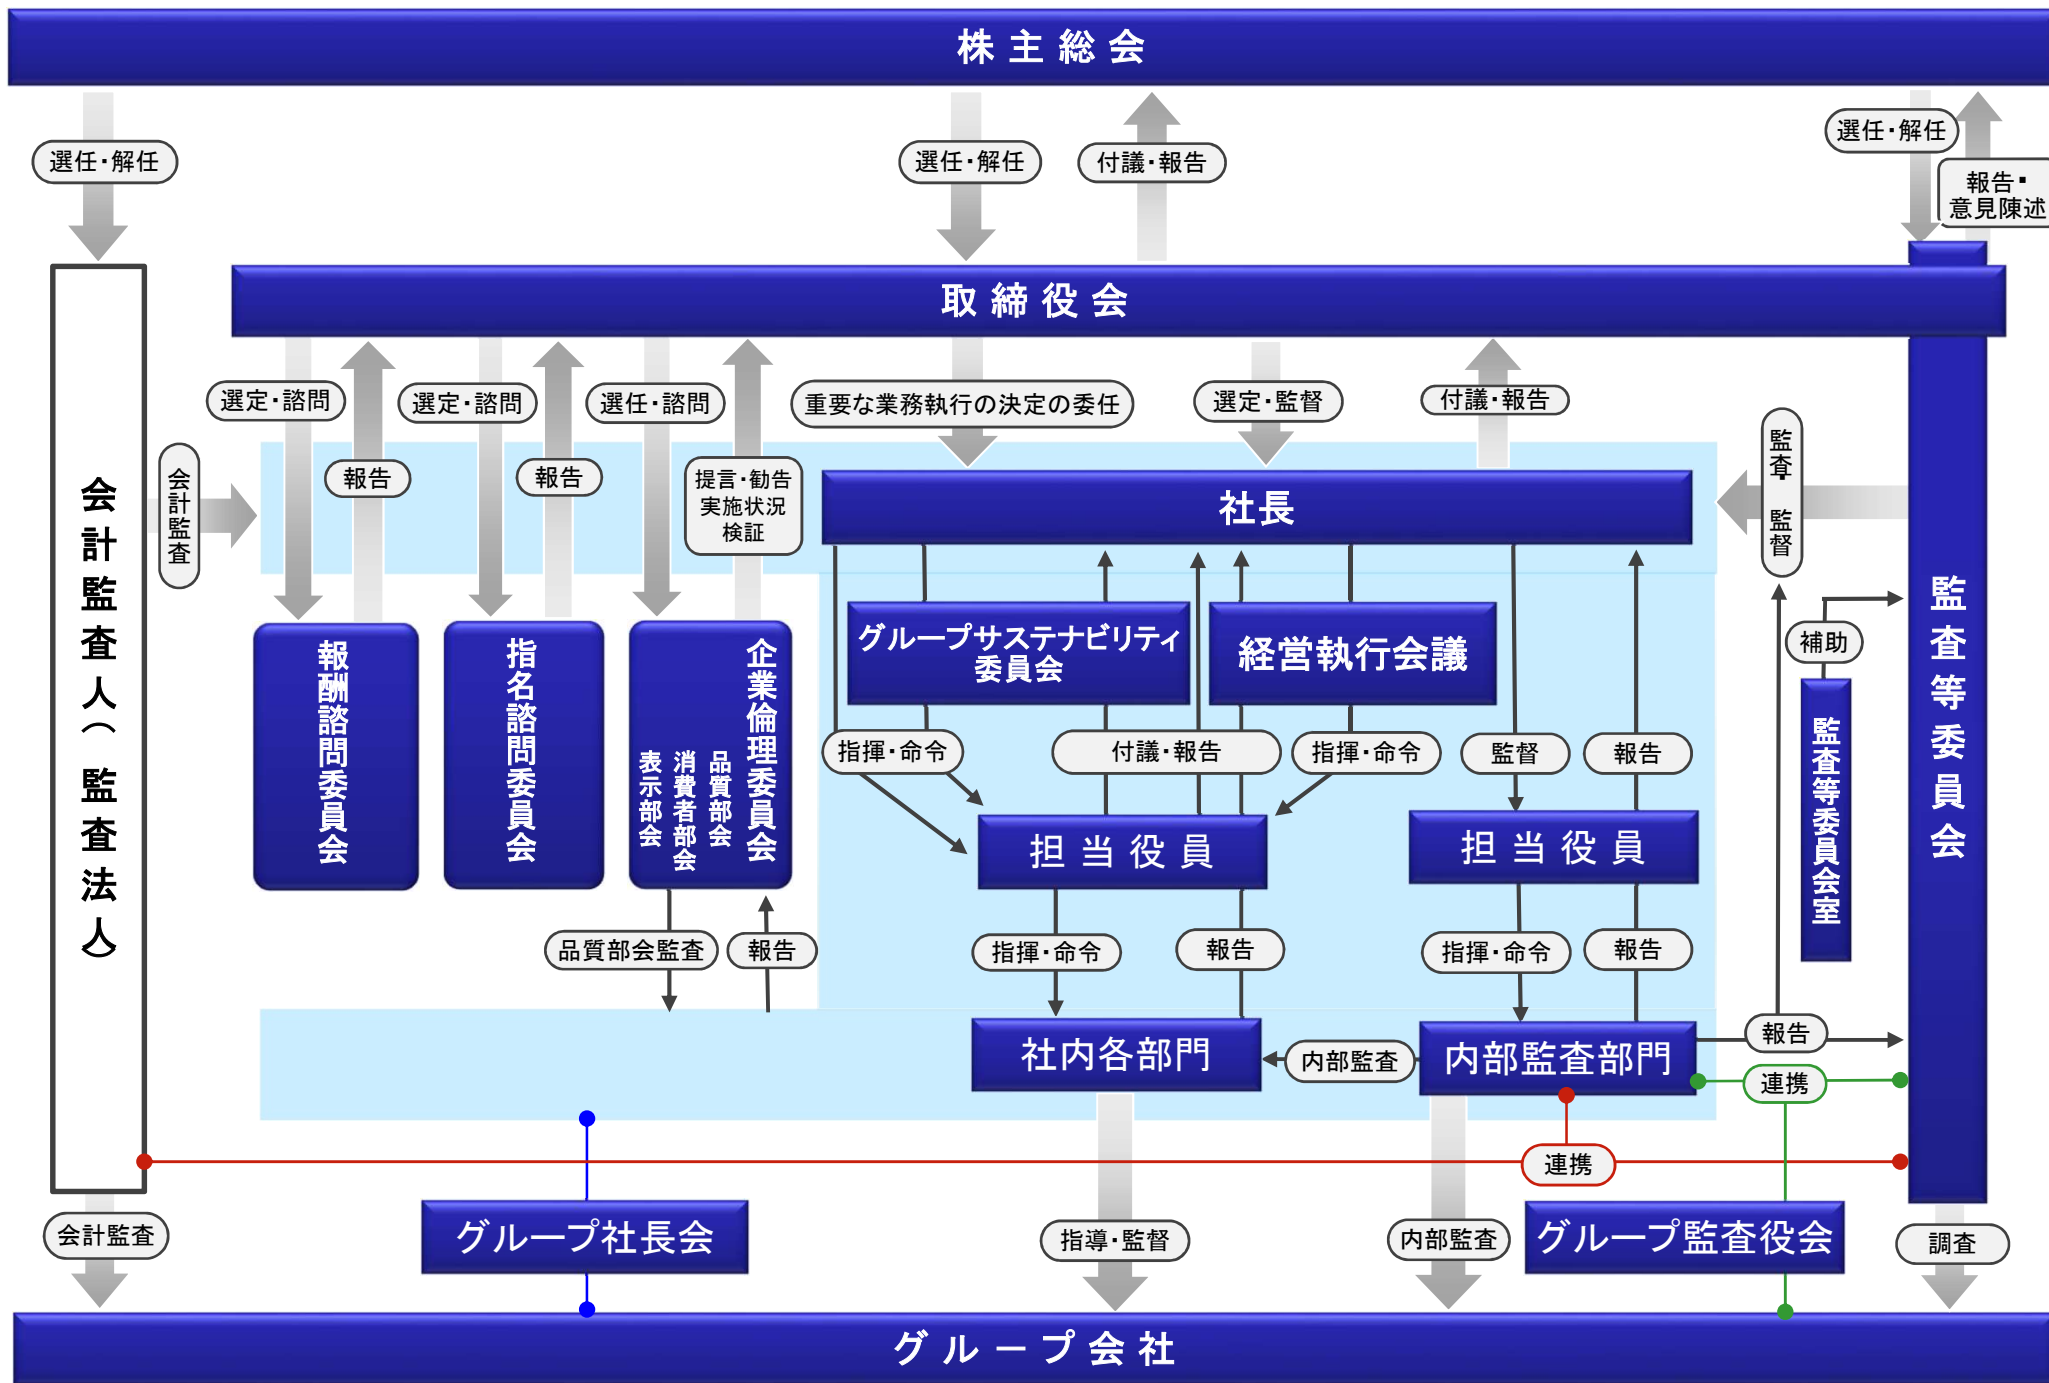 株主総会
選任・解任
選任・解任
付議・報告
選任・解任
報告・
意見陳述
取締役会
選定・諮問
報告
選定・諮問
報告
選任・諮問
提言・勧告
実施状況
検証
重要な業務執行の決定の委任
選定・監督
付議・報告
会計監査人（監査法人）
会計監査
監査・監督
監査等委員会
社長
グループサステナビリティ
委員会
経営執行会議
補助
監査等委員会室
報酬諮問委員会
指名諮問委員会
企業倫理委員会
品質部会
消費者部会
表示部会
指揮・命令
付議・報告
指揮・命令
監督
報告
担当役員
担当役員
品質部会監査
報告
指揮・命令
報告
指揮・命令
報告
社内各部門
内部監査
内部監査部門
報告
連携
連携
会計監査
グループ社長会
指導・監督
内部監査
グループ監査役会
調査
グループ会社